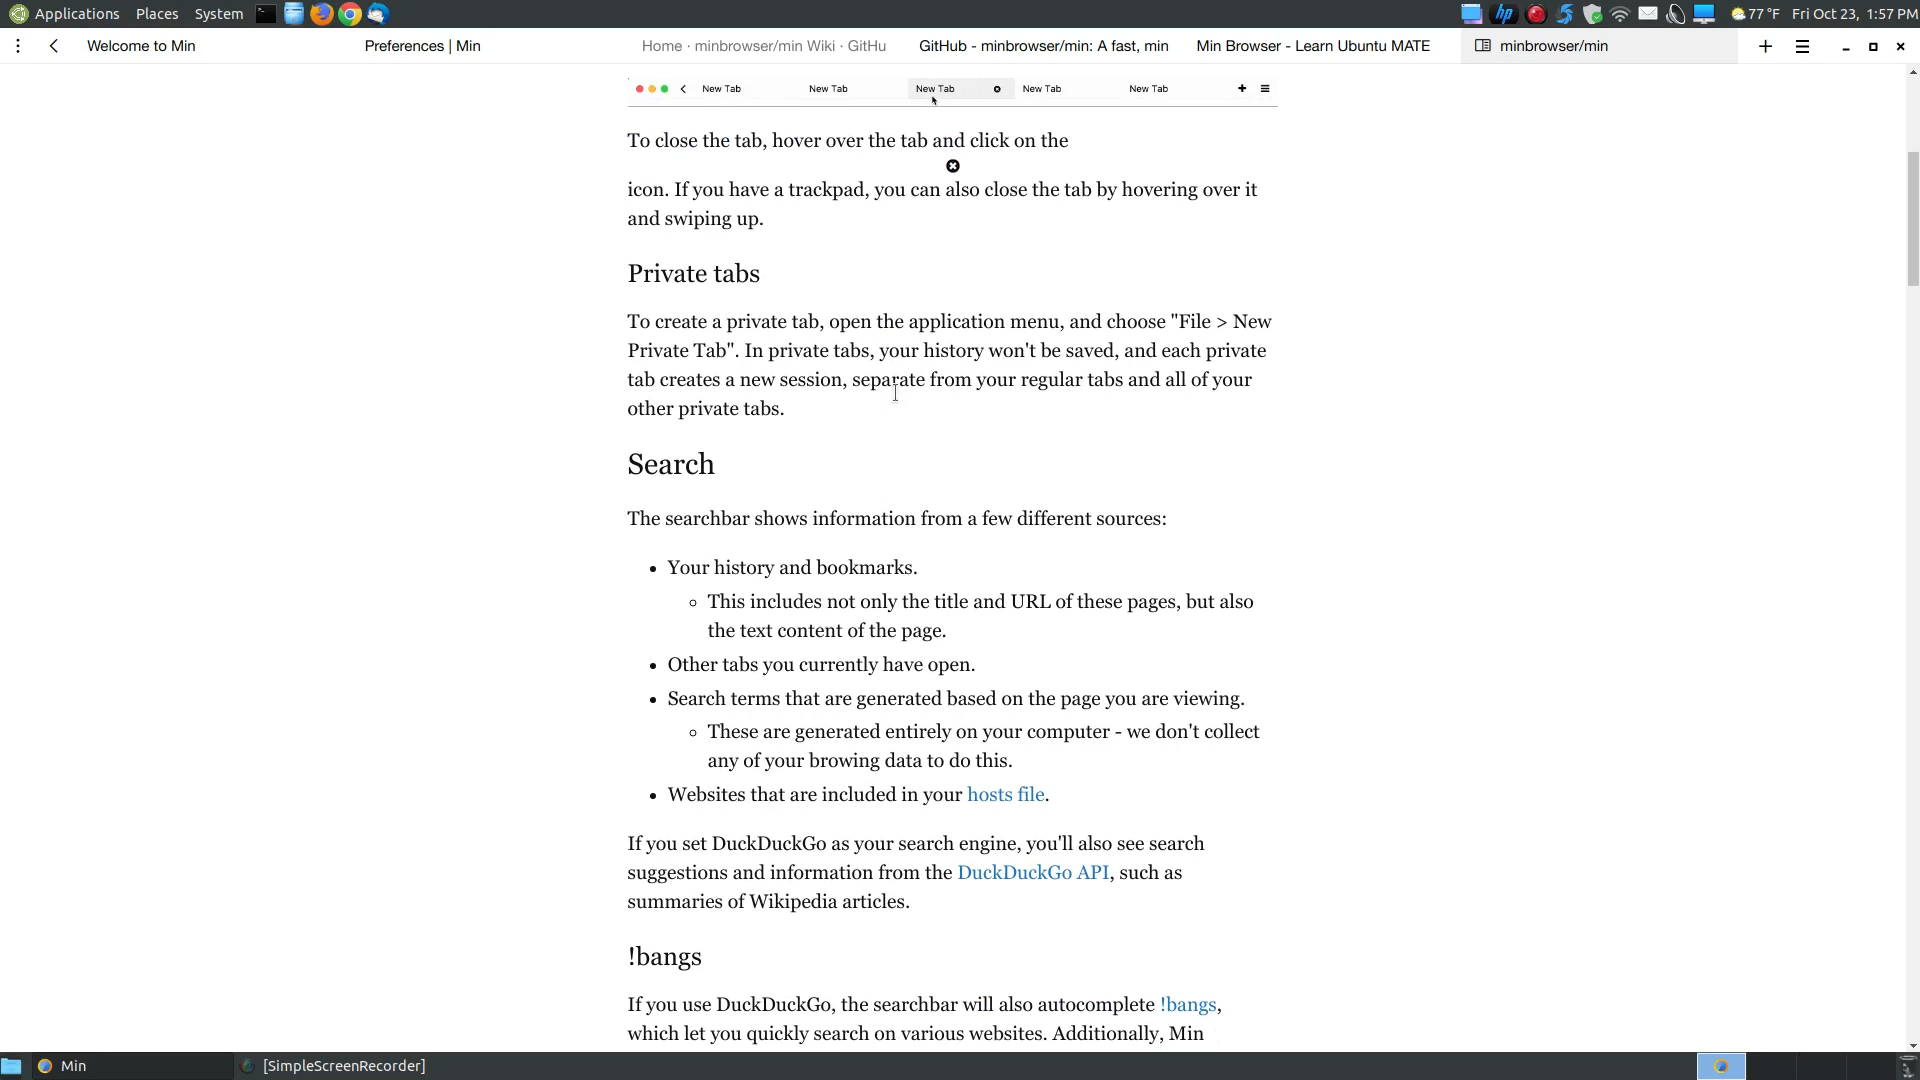 Applications Places System
hp
77 °F Fri Oct 23, 1:57 PM
Welcome to Min
Preferences | Min
Home · minbrowser/min Wiki · GitHu
GitHub - minbrowser/min: A fast, min
Min Browser - Learn Ubuntu MATE
minbrowser/min
New Tab New Tab New Tab New Tab New Tab
To close the tab, hover over the tab and click on the
icon. If you have a trackpad, you can also close the tab by hovering over it
and swiping up.
Private tabs
To create a private tab, open the application menu, and choose "File > New
Private Tab". In private tabs, your history won't be saved, and each private
tab creates a new session, separate from your regular tabs and all of your
other private tabs.
Search
The searchbar shows information from a few different sources:
• Your history and bookmarks.
◦ This includes not only the title and URL of these pages, but also
the text content of the page.
• Other tabs you currently have open.
• Search terms that are generated based on the page you are viewing.
◦ These are generated entirely on your computer - we don't collect
any of your browing data to do this.
• Websites that are included in your hosts file.
If you set DuckDuckGo as your search engine, you'll also see search
suggestions and information from the DuckDuckGo API, such as
summaries of Wikipedia articles.
!bangs
If you use DuckDuckGo, the searchbar will also autocomplete !bangs,
which let you quickly search on various websites. Additionally, Min
Min
[SimpleScreenRecorder]